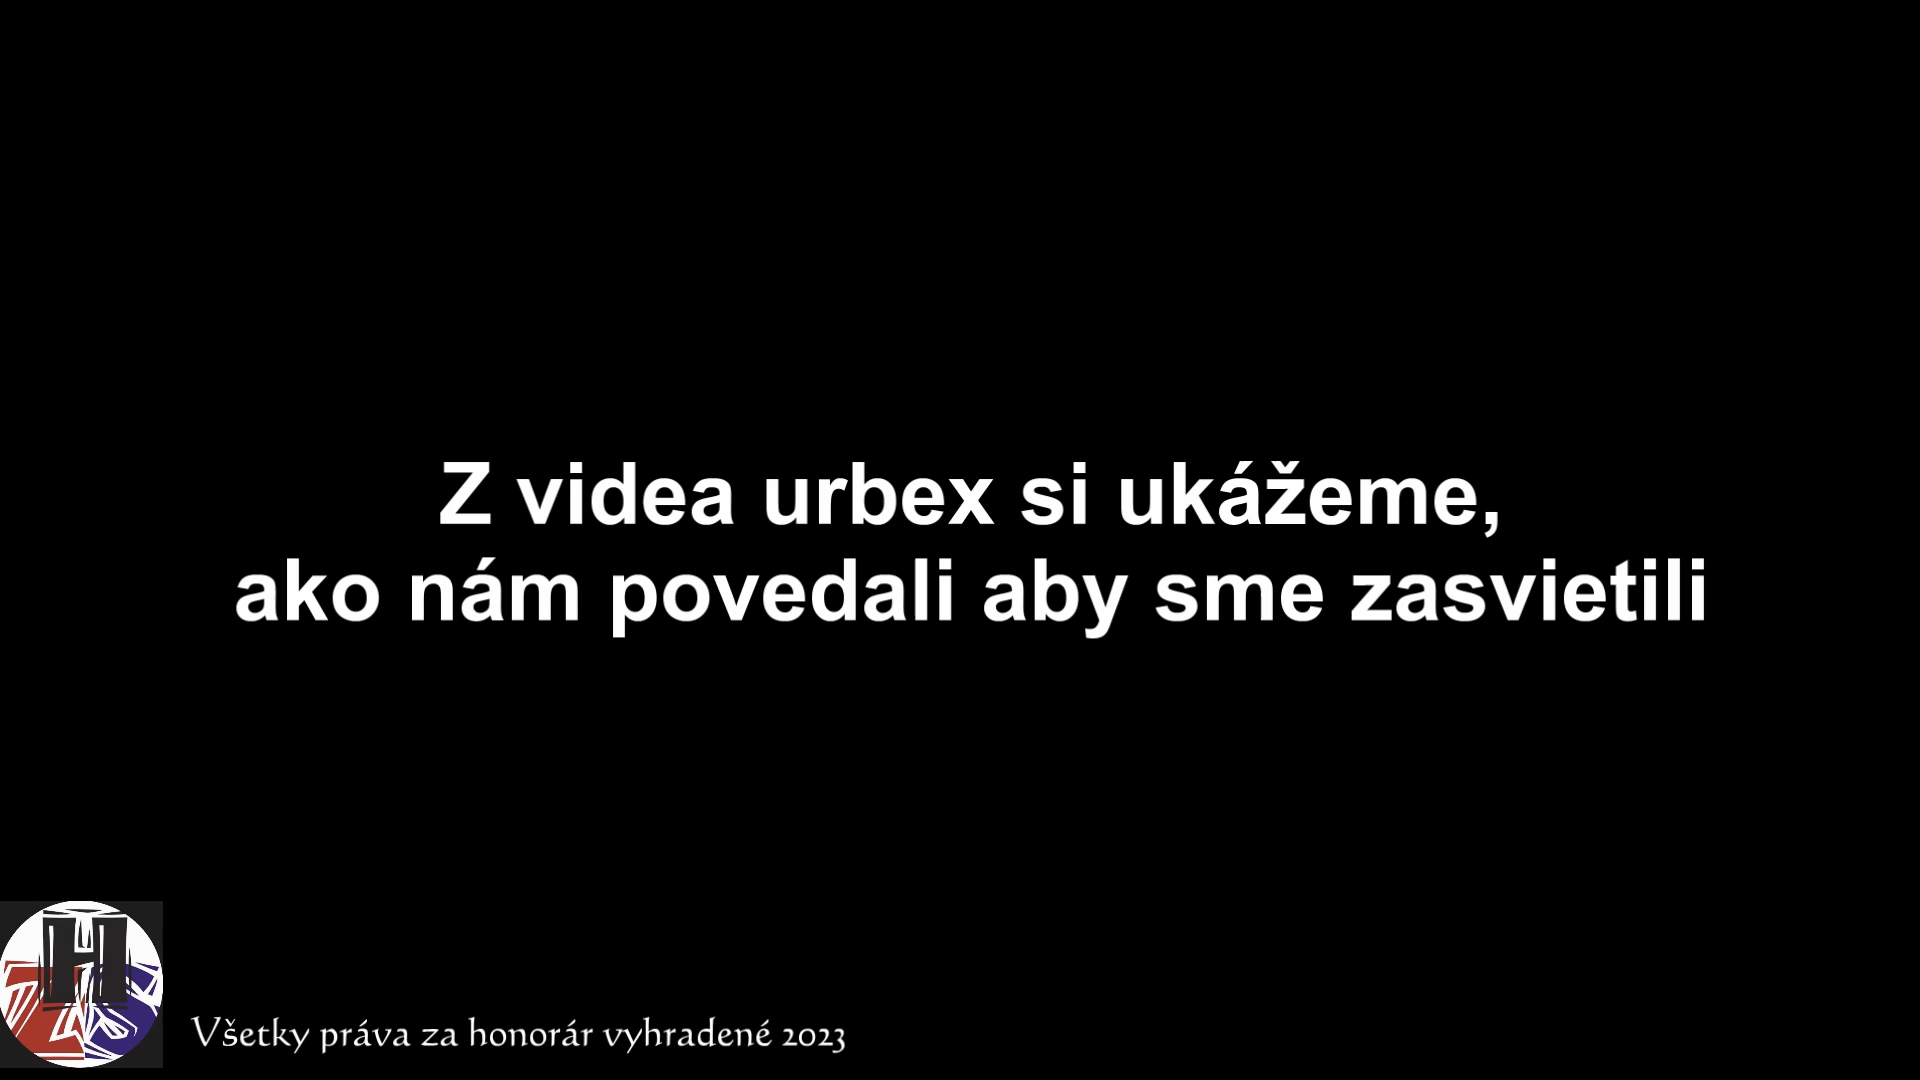 Z videa urbex si ukážeme,
ako nám povedali aby sme zasvietili
H
Všetky práva za honorár vyhradené 2023